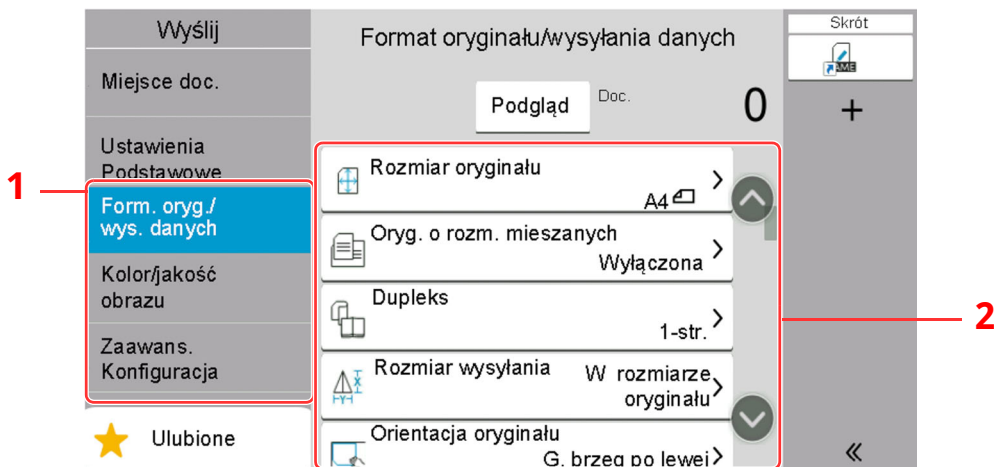 Wyślij
Miejsce doc.
Ustawienia
Podstawowe
Form. oryg./
wys. danych
Kolor/jakość
obrazu
Zaawans.
Konfiguracja
Ulubione
Format oryginału/wysyłania danych
Podgląd
Doc.
0
Rozmiar oryginału
A4
Oryg. o rozm. mieszanych
Wyłączona
Dupleks
1-str.
Rozmiar wysyłania
W rozmiarze
oryginału
Orientacja oryginału
G. brzeg po lewej
Skrót
+
1
2